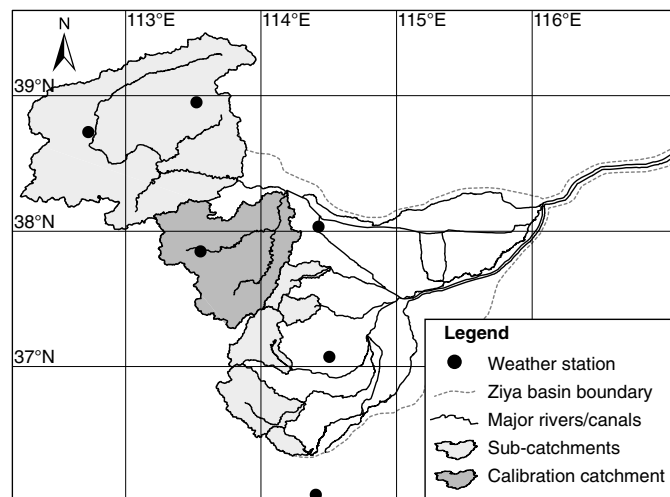 113°E 114°E 115°E 116°E
N
39°N
38°N
37°N
Legend
Weather station
Ziya basin boundary
Major rivers/canals
Sub-catchments
Calibration catchment